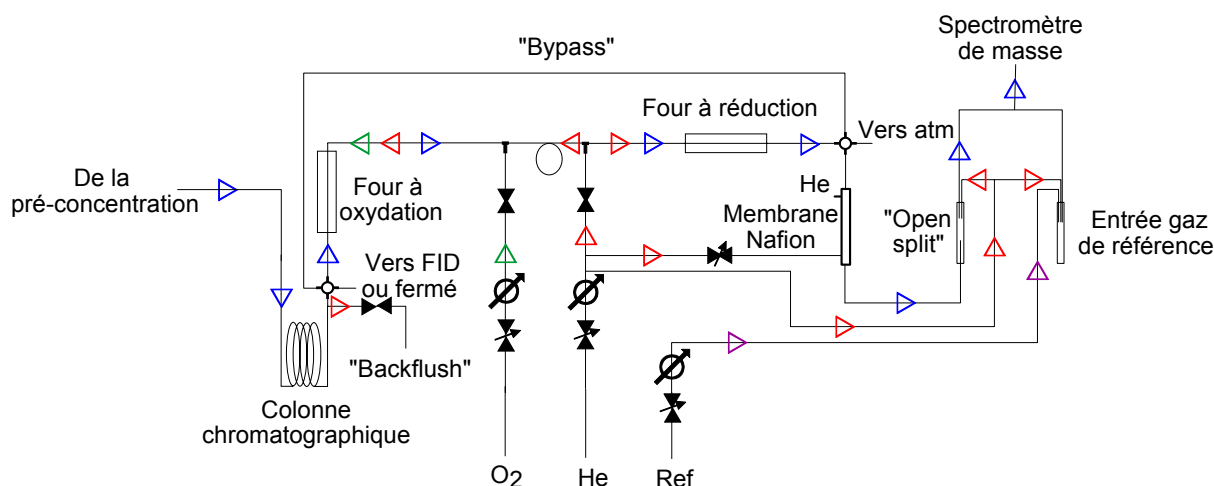 Spectromètre
de masse
"Bypass"
Four à réduction
Vers atm
De la
pré-concentration
Four à
oxydation
He
Membrane
Nafion
"Open
split"
Entrée gaz
de référence
Vers FID
ou fermé
"Backflush"
Colonne
chromatographique
O2
He
Ref